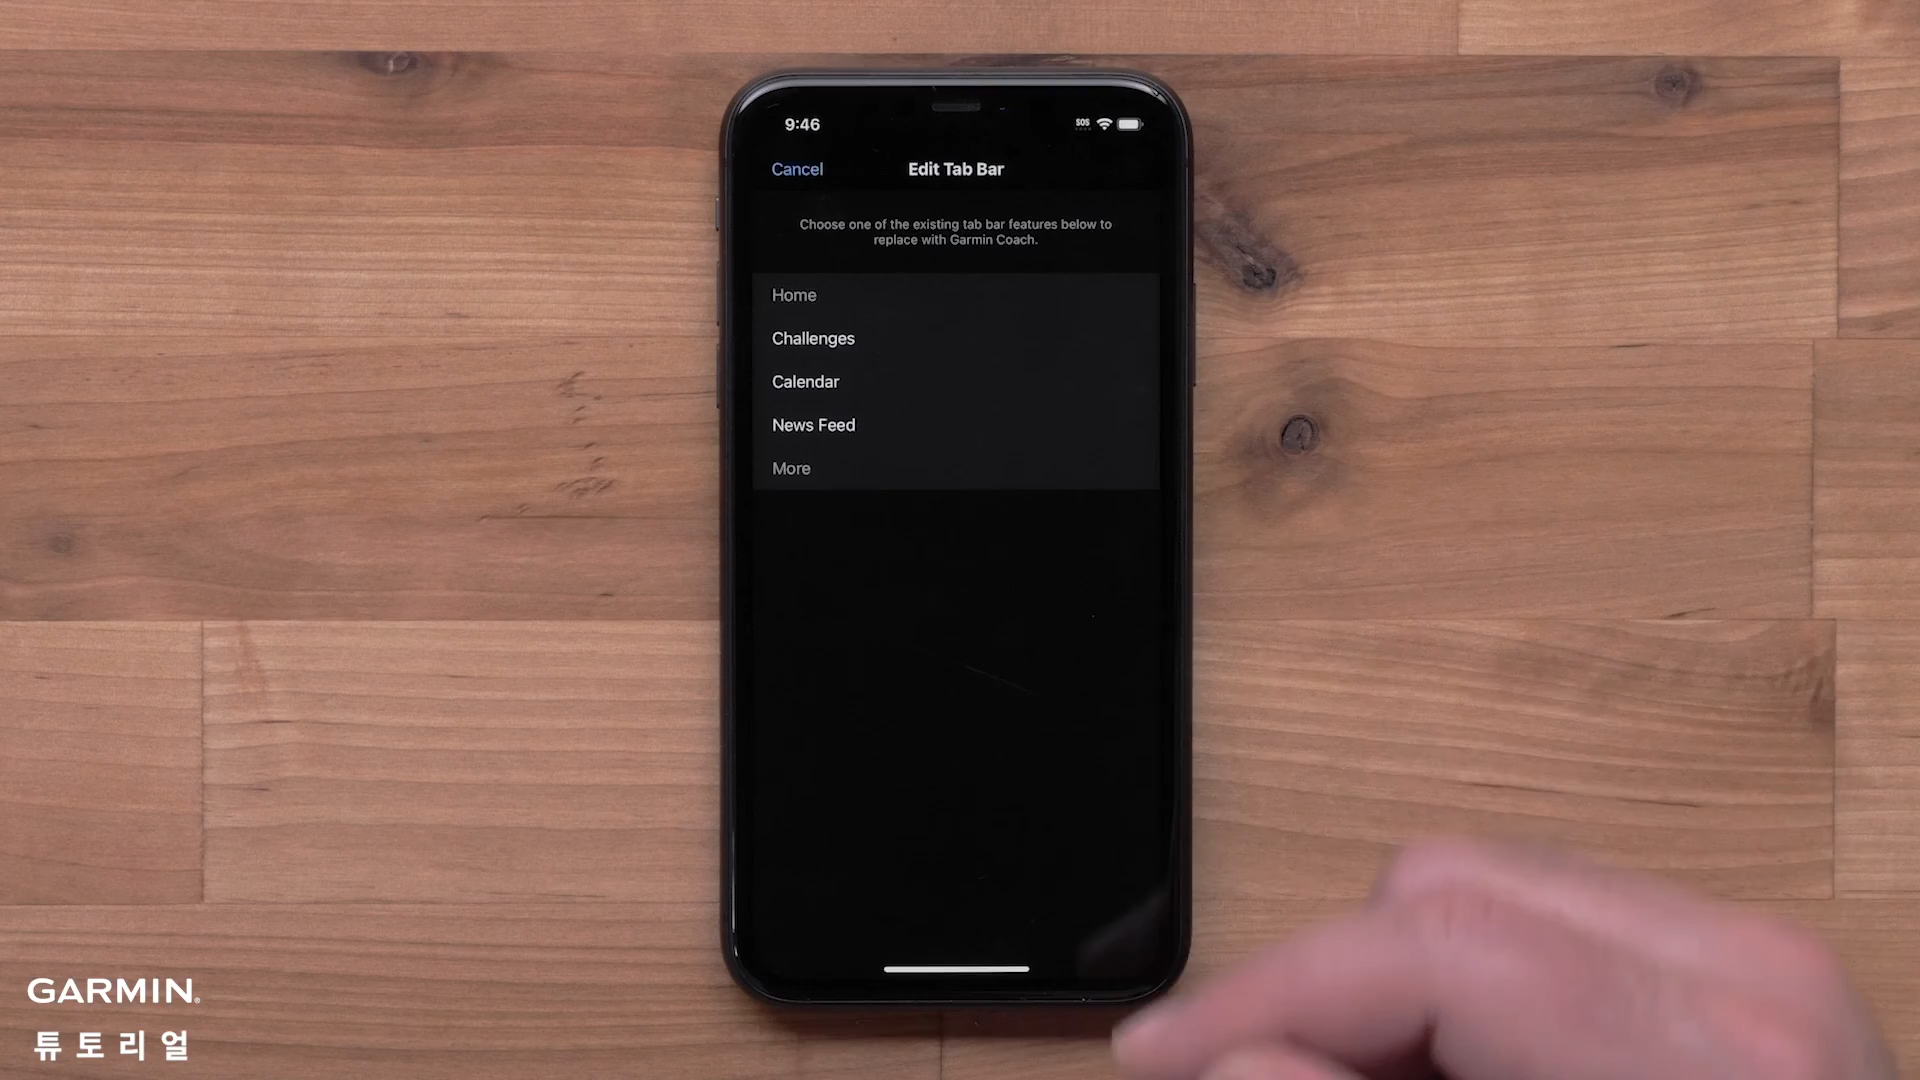 9:46
SOS
Cancel
Edit Tab Bar
Choose one of the existing tab bar features below to
replace with Garmin Coach.
Home
Challenges
Calendar
News Feed
More
GARMIN®
튜토리얼